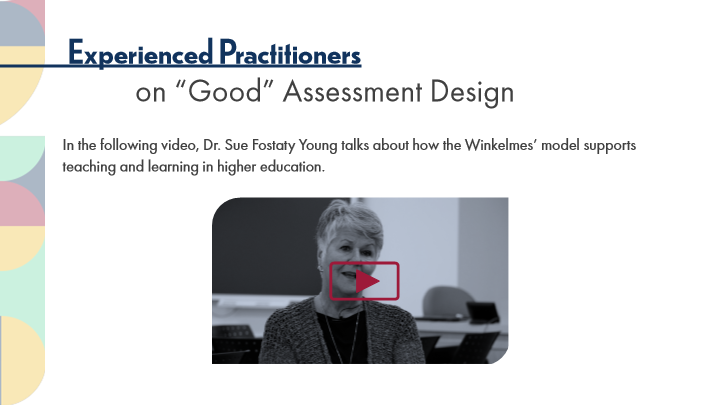 Experienced Practitioners
on “Good” Assessment Design
In the following video, Dr. Sue Fostaty Young talks about how the Winkelmes’ model supports
teaching and learning in higher education.